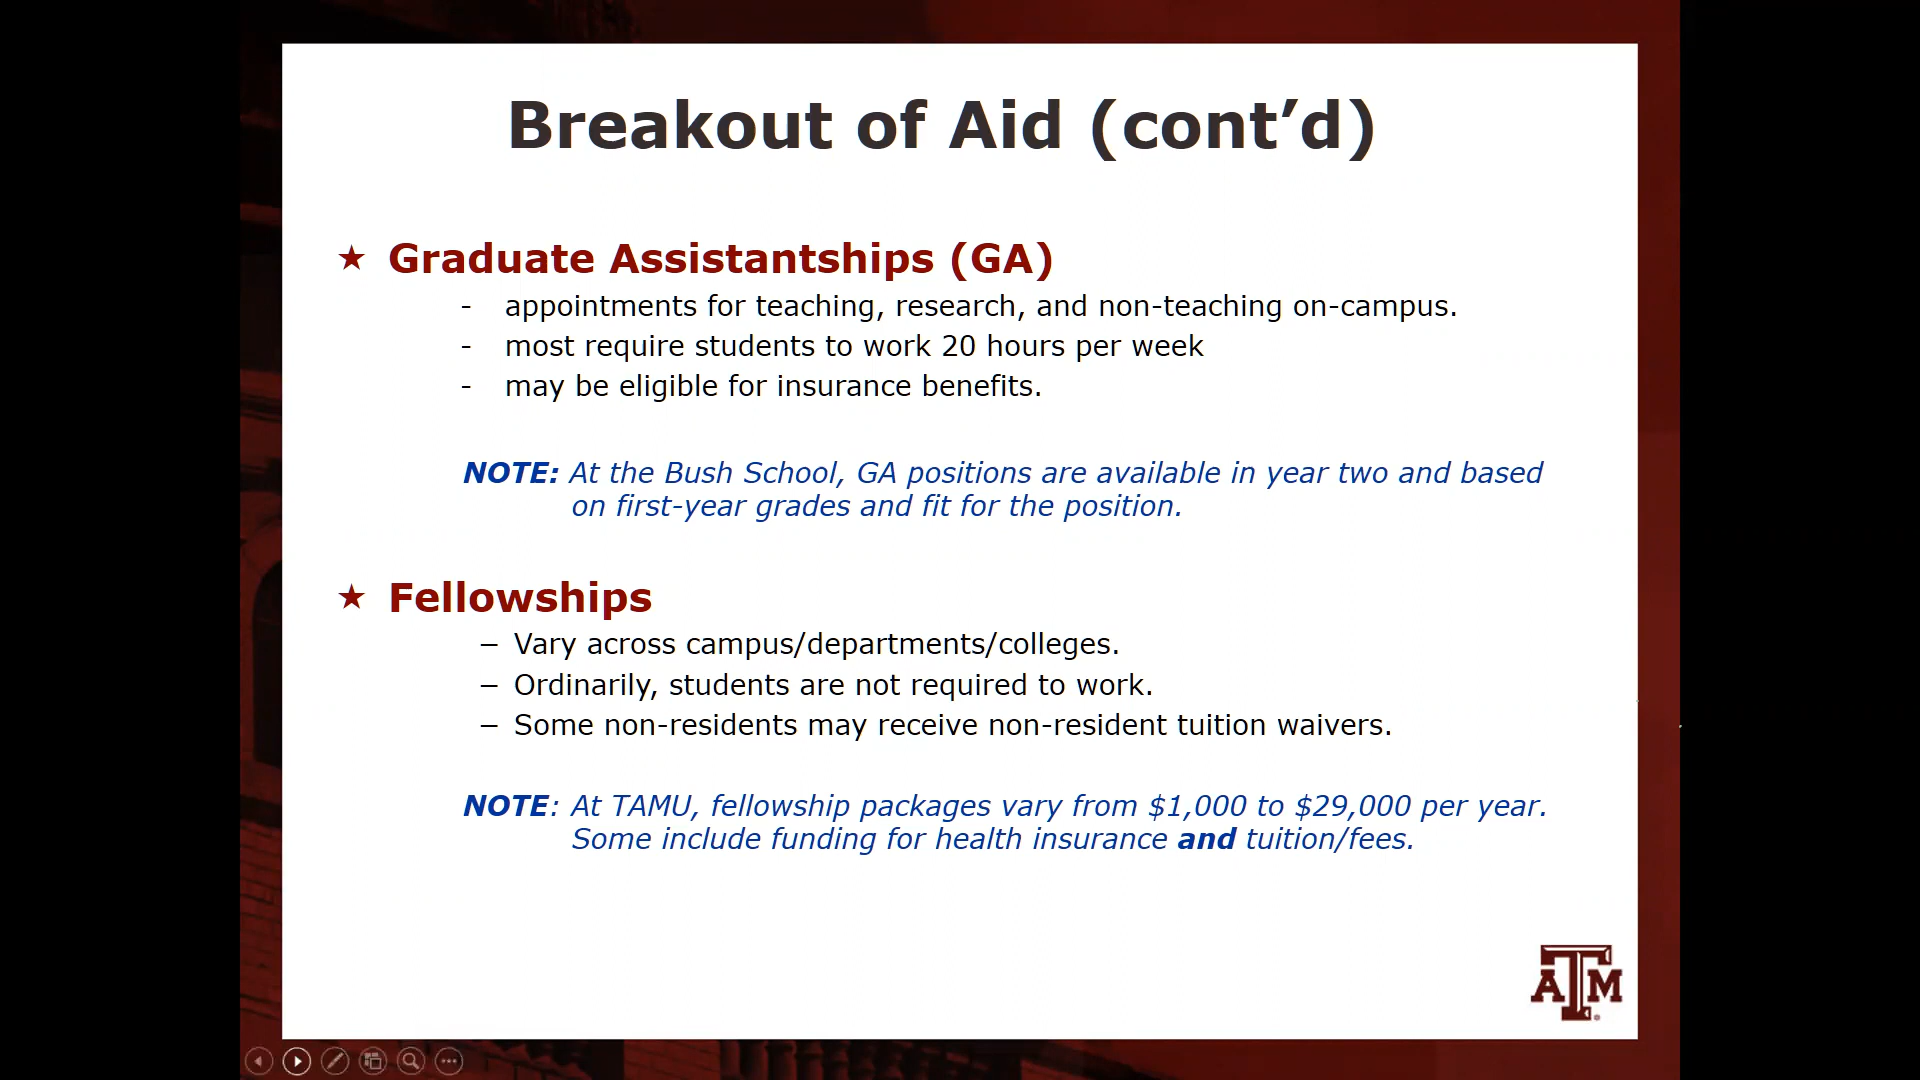 Breakout of Aid (cont’d)
★ Graduate Assistantships (GA)
- appointments for teaching, research, and non-teaching on-campus.
- most require students to work 20 hours per week
- may be eligible for insurance benefits.
NOTE: At the Bush School, GA positions are available in year two and based
on first-year grades and fit for the position.
★ Fellowships
– Vary across campus/departments/colleges.
– Ordinarily, students are not required to work.
– Some non-residents may receive non-resident tuition waivers.
NOTE: At TAMU, fellowship packages vary from $1,000 to $29,000 per year.
Some include funding for health insurance and tuition/fees.
ATM®